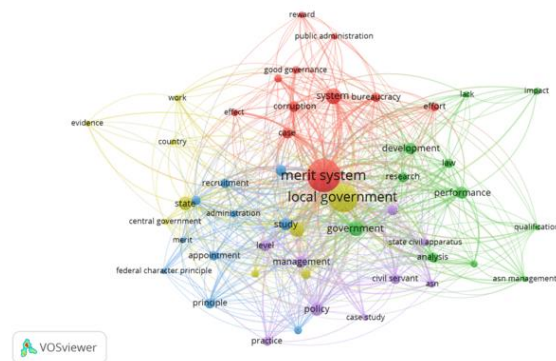 reward
public administration
good governance
work
system
bureaucracy
lack
impact
evidence
effect
corruption
effort
country
case
development
law
merit system
research
recruitment
performance
state
local government
administration
central government
study
government
qualification
merit
level
state civil apparatus
appointment
management
analysis
federal character principle
civil servant
asn
asn management
principle
policy
case study
practice
VOSviewer